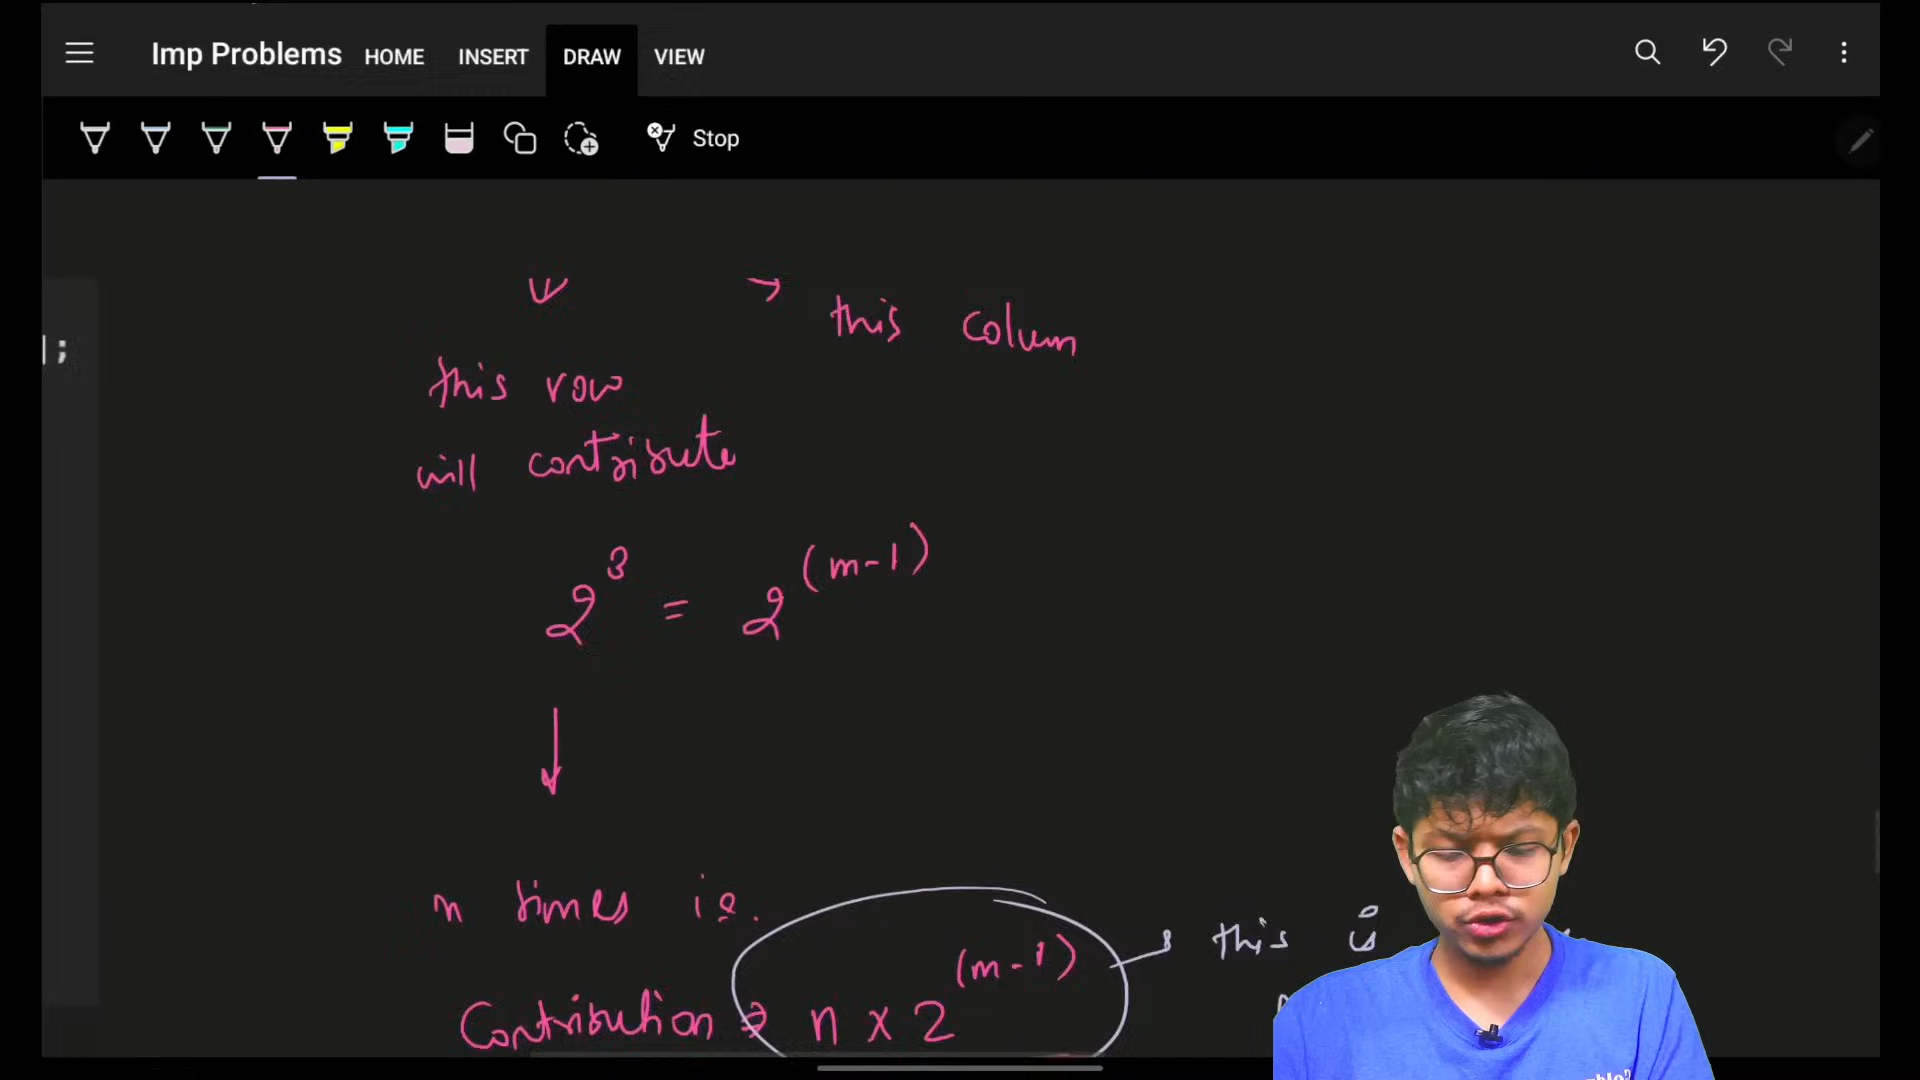 Imp Problems HOME INSERT DRAW VIEW
Stop
];
this colum
this row
will contribute
2^3 = 2^(m-1)
n times ie.
this is
Contribution → n x 2^(m-1)